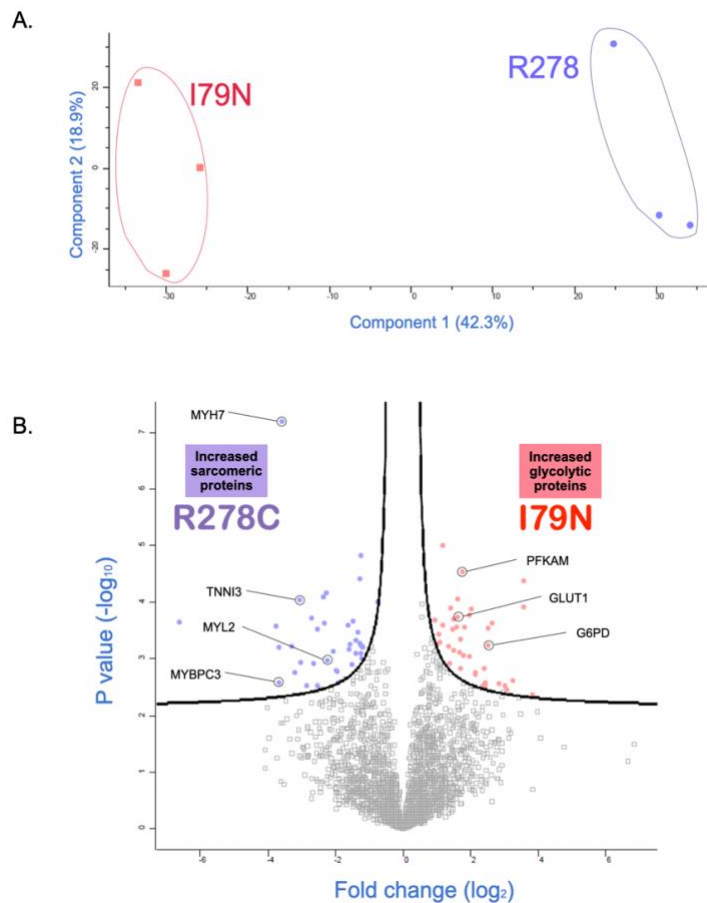 A.
I79N
R278
Component 2 (18.9%)
20
0
-20
-30
-20
-10
0
10
20
30
Component 1 (42.3%)
B.
MYH7
Increased
sarcomeric
proteins
R278C
Increased
glycolytic
proteins
I79N
PFKAM
TNNI3
GLUT1
MYL2
G6PD
MYBPC3
P value (-log₁₀)
7
6
5
4
3
2
1
0
-6
-4
-2
0
2
4
6
Fold change (log₂)